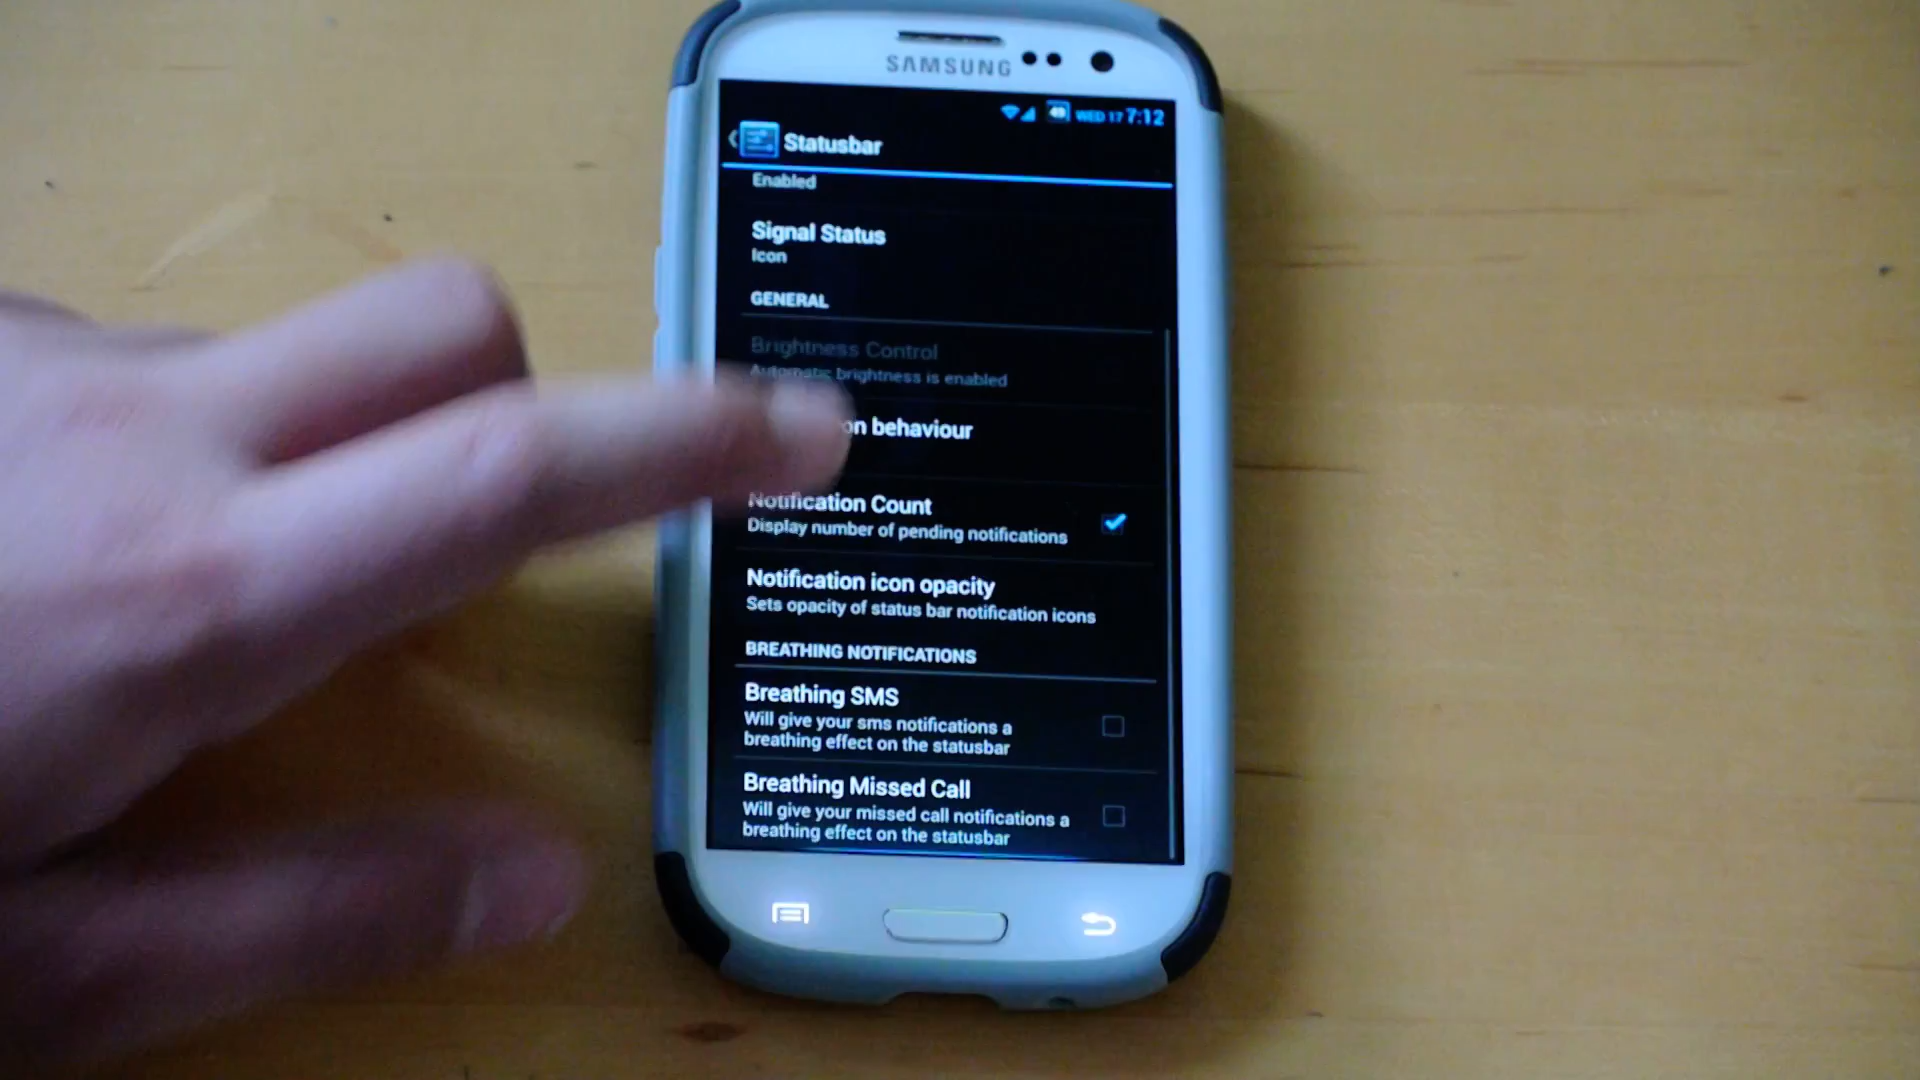 SAMSUNG
49 WED 17 7:12
Statusbar
Enabled
Signal Status
Icon
GENERAL
Brightness Control
Automatic brightness is enabled
on behaviour
Notification Count
Display number of pending notifications
Notification icon opacity
Sets opacity of status bar notification icons
BREATHING NOTIFICATIONS
Breathing SMS
Will give your sms notifications a
breathing effect on the statusbar
Breathing Missed Call
Will give your missed call notifications a
breathing effect on the statusbar